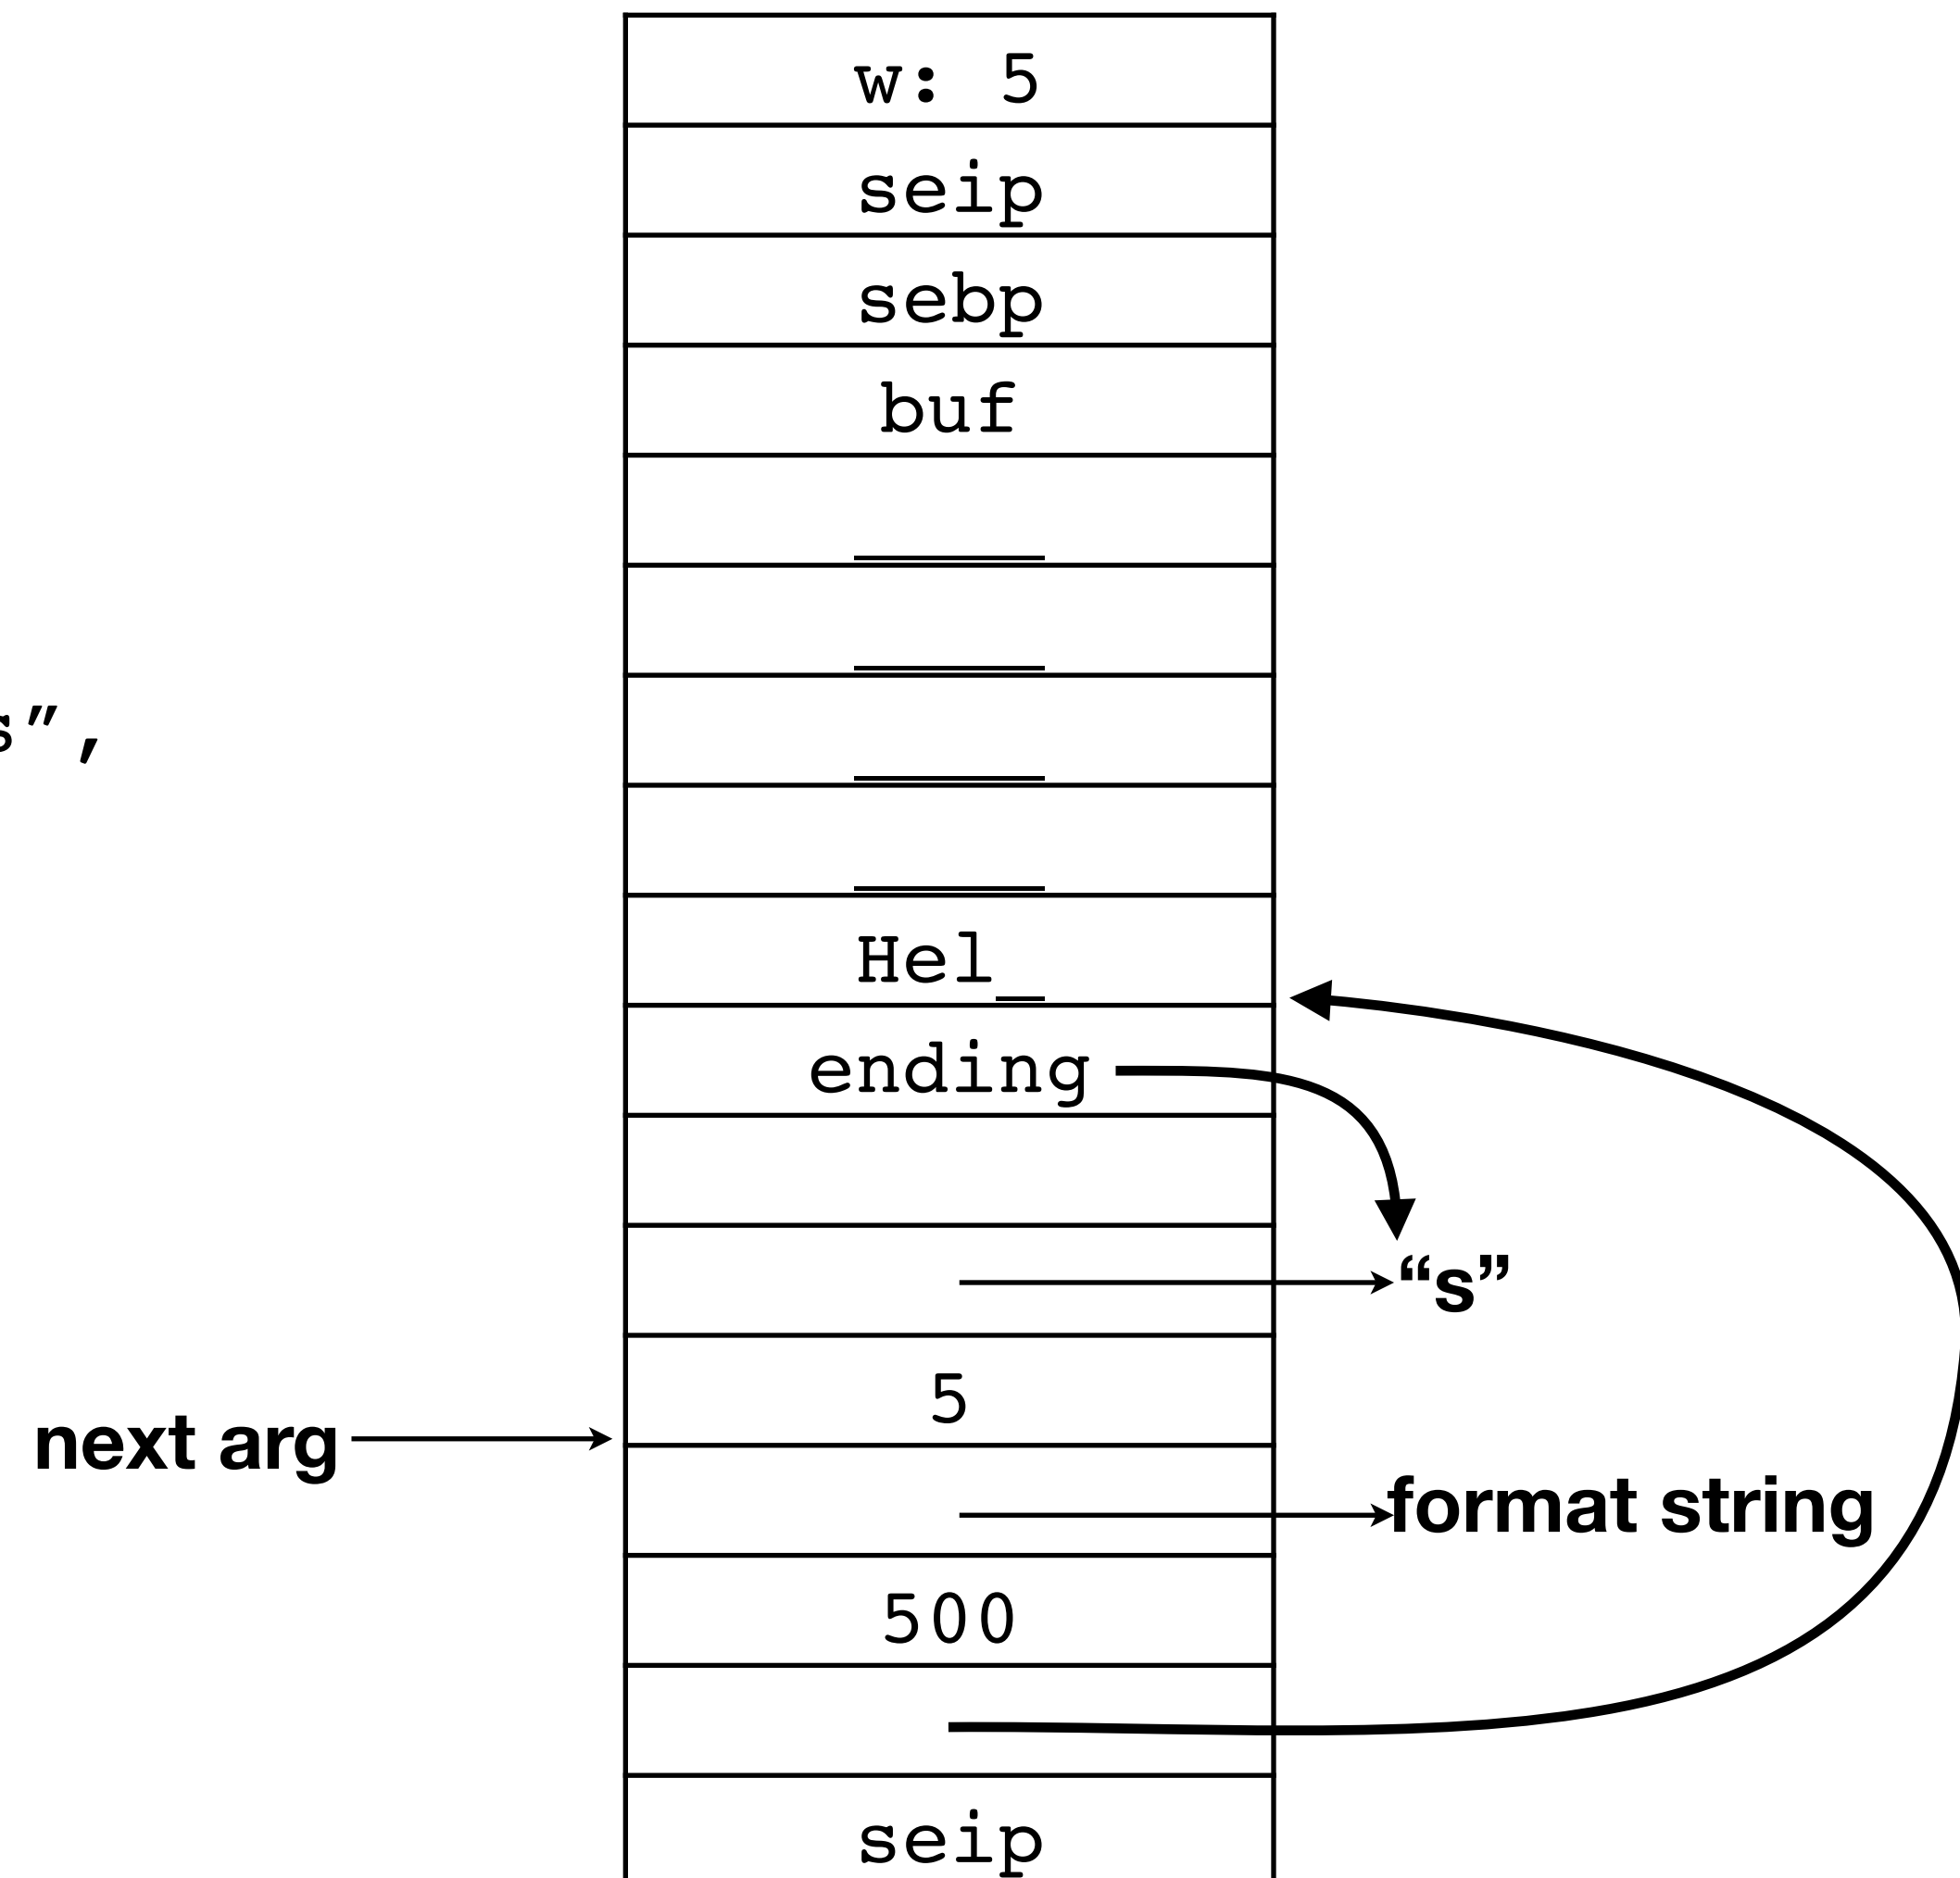 w: 5
seip
sebp
buf
____
____
s”,
____
____
Hel_
ending
“s”
5
next arg
format string
500
seip